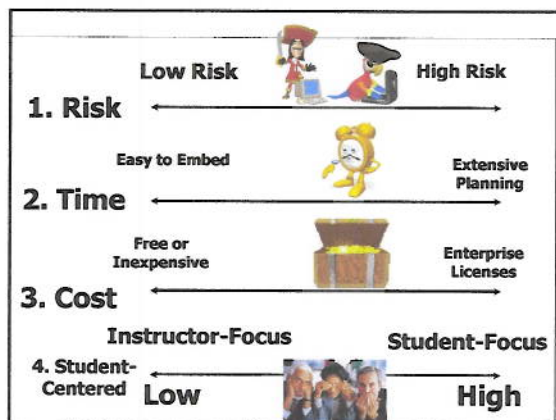 Low Risk
High Risk
1. Risk
Easy to Embed
Extensive
Planning
2. Time
Free or
Inexpensive
Enterprise
Licenses
3. Cost
Instructor-Focus
Student-Focus
4. Student-
Centered
Low
High